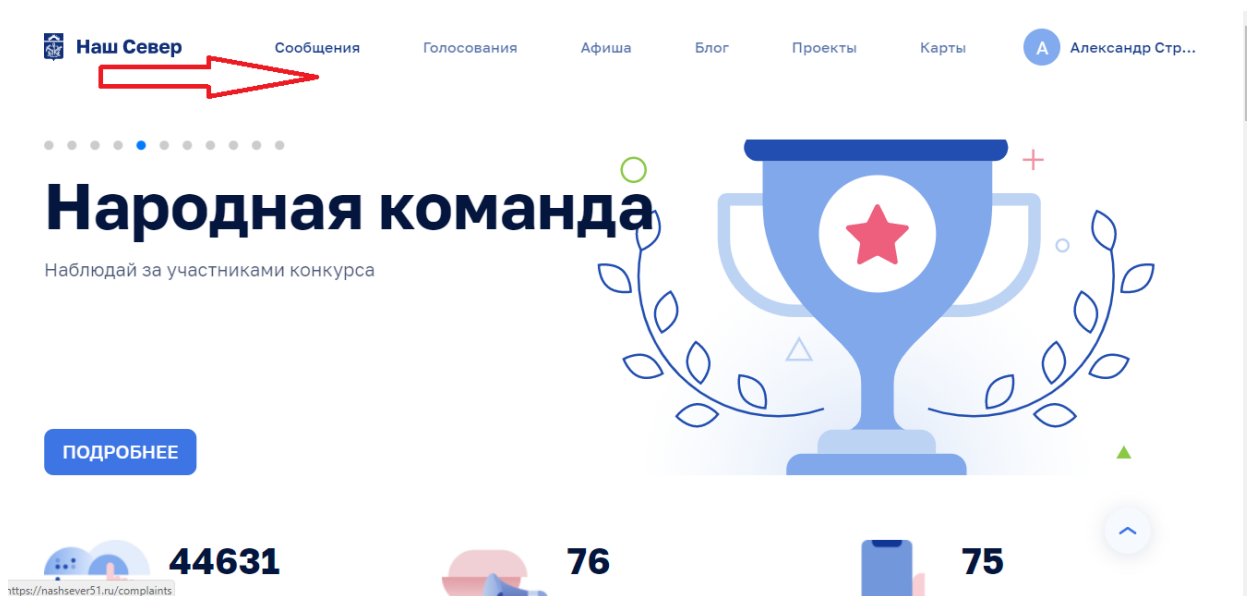 Наш Север Сообщения Голосования Афиша Блог Проекты Карты А Александр Стр...
Народная команда
Наблюдай за участниками конкурса
ПОДРОБНЕЕ
44631 76 75
https://nashsever51.ru/complaints